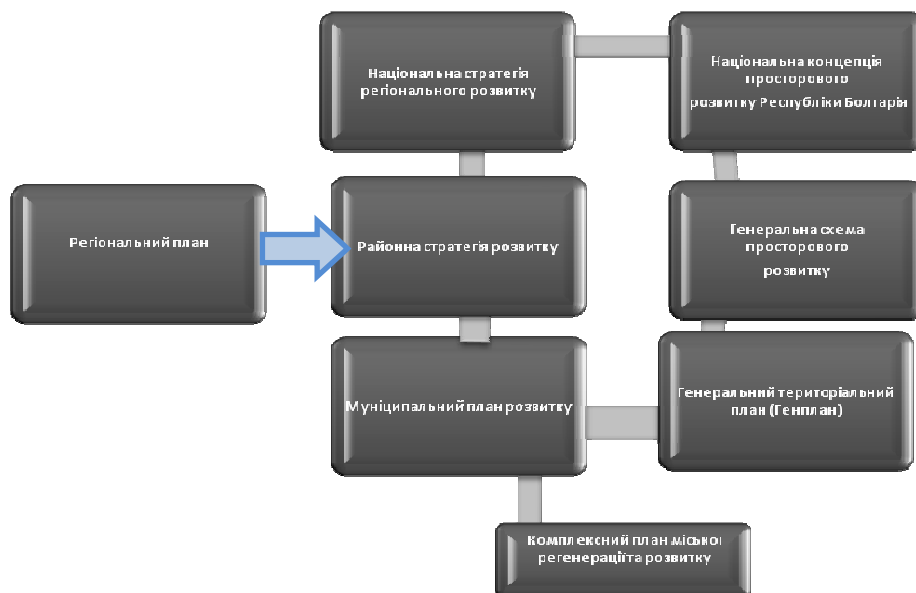 Національна стратегія
регіонального розвитку
Національна концепція
просторового
розвитку Республіки Болгарія
Регіональний план
Районна стратегія розвитку
Генеральна схема
просторового
розвитку
Муніципальний план розвитку
Генеральний територіальний
план (Генплан)
Комплексний план міської
регенераціїта розвитку